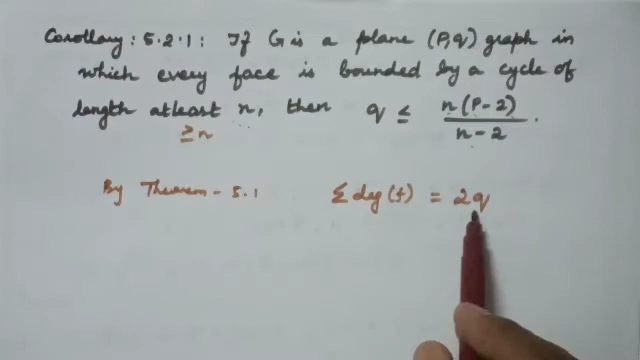 Corollary: 5.2.1: If G is a plane (P,q) graph in
which every face is bounded by a cycle of
length atleast n, then q ≤ n(P-2)/n-2.
≥n
By Theorem-5.1 Σ deg(f) = 2q